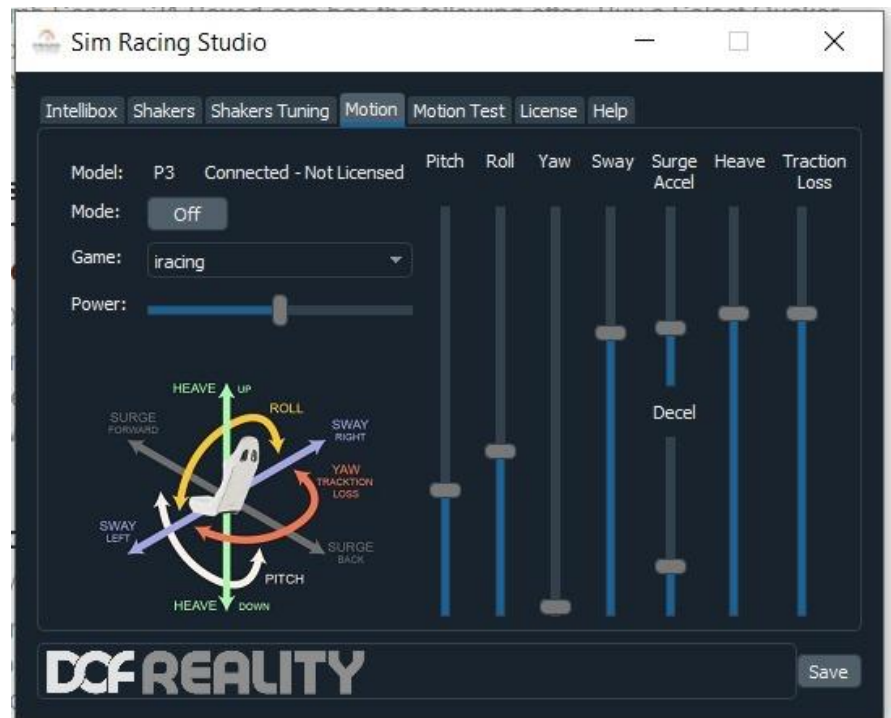 Sim Racing Studio
Intellibox Shakers Shakers Tuning Motion Motion Test License Help
Model: P3 Connected - Not Licensed
Mode: Off
Game: iracing
Power:
Pitch Roll Yaw Sway Surge Accel Heave Traction Loss
Decel
HEAVE UP
ROLL
SURGE FORWARD
SWAY RIGHT
YAW
TRACKTION
LOSS
SWAY LEFT
SURGE BACK
PITCH
HEAVE DOWN
DOF REALITY
Save